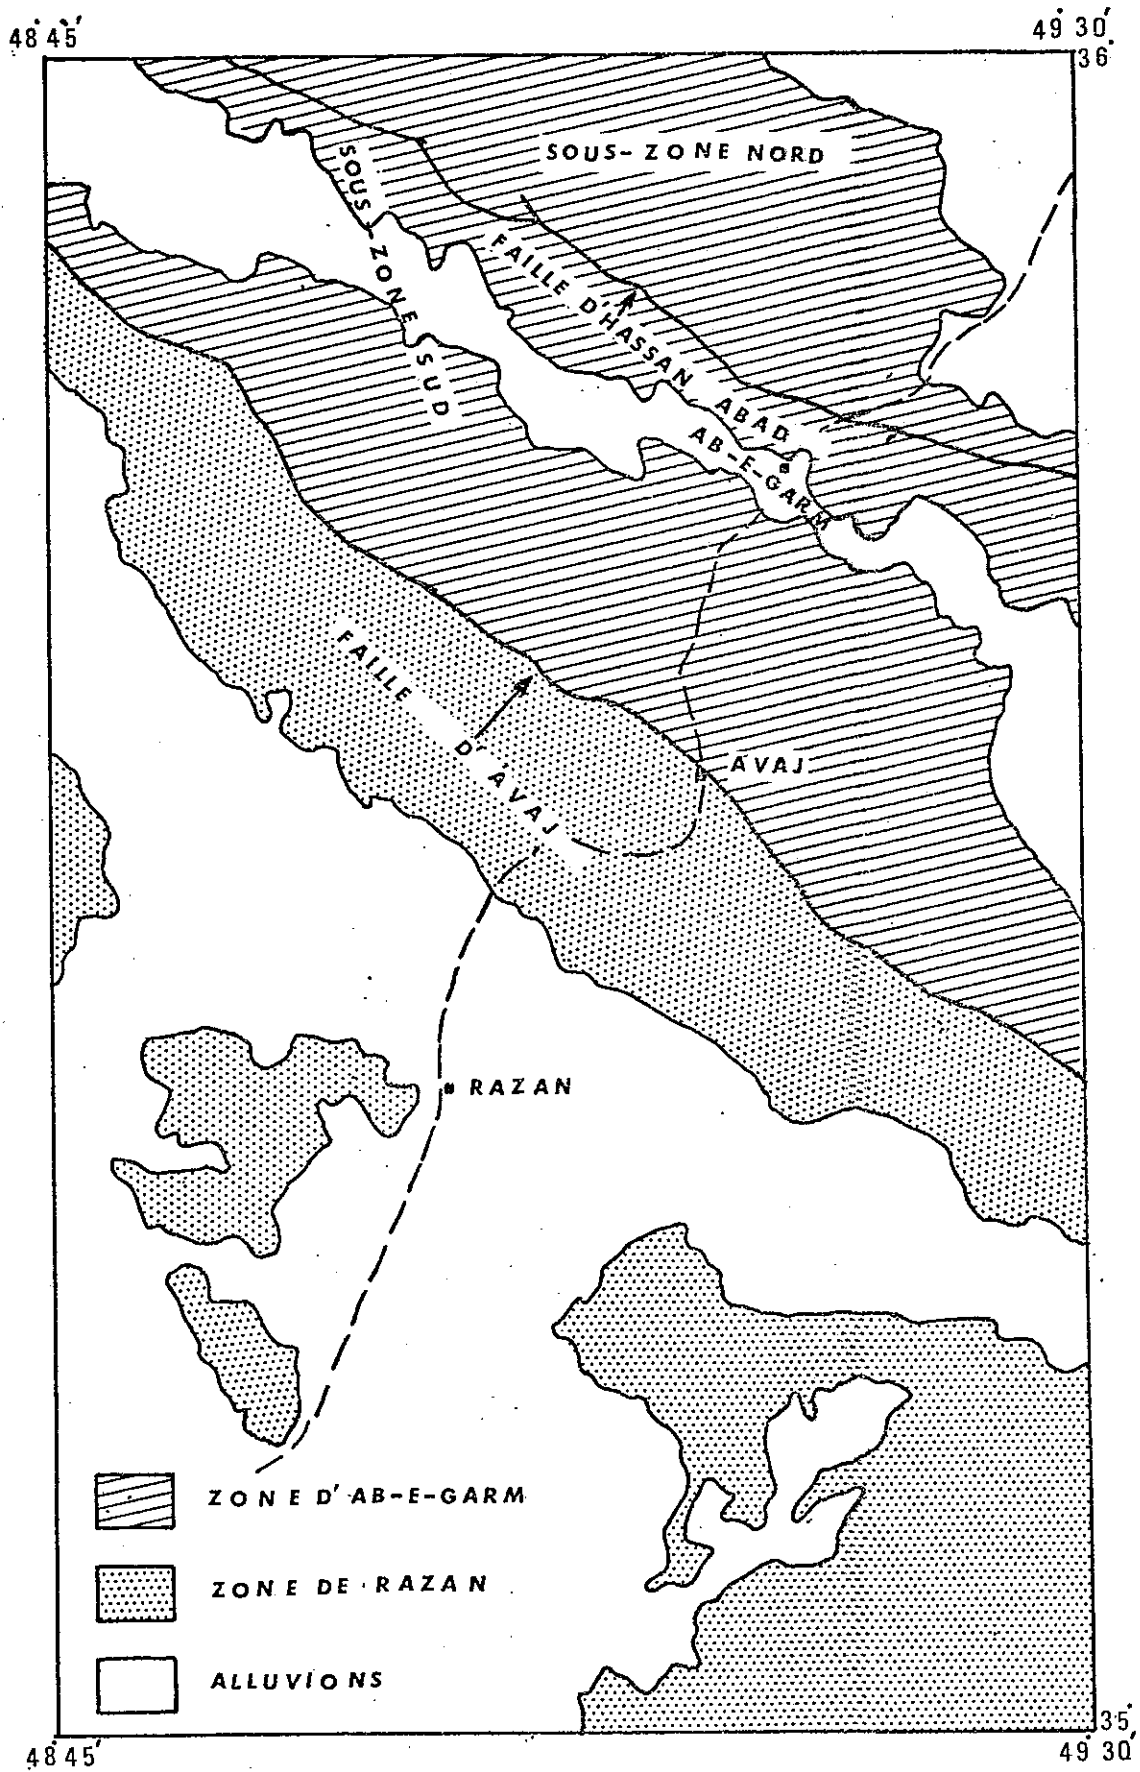 48°45′
49°30′
36°
SOUS-ZONE NORD
SOUS-ZONE SUD
FAILLE D'HASSAN ABAD
AB-E-GARM
FAILLE D'AVAJ
AVAJ
RAZAN
ZONE D'AB-E-GARM
ZONE DE RAZAN
ALLUVIONS
35°
48°45′
49°30′